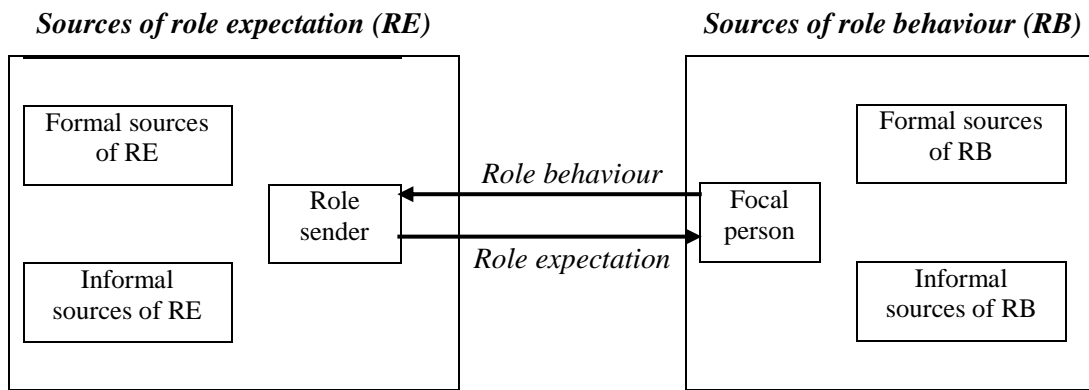 Sources of role expectation (RE)
Sources of role behaviour (RB)
Formal sources
of RE
Formal sources
of RB
Role behaviour
Role
sender
Focal
person
Role expectation
Informal
sources of RE
Informal
sources of RB